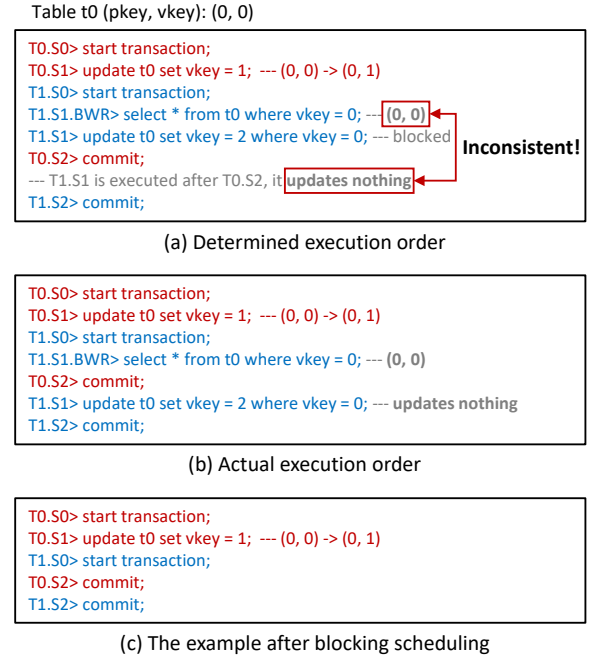 Table t0 (pkey, vkey): (0, 0)
T0.S0> start transaction;
T0.S1> update t0 set vkey = 1;  --- (0, 0) -> (0, 1)
T1.S0> start transaction;
T1.S1.BWR> select * from t0 where vkey = 0; --- (0, 0)
T1.S1> update t0 set vkey = 2 where vkey = 0; --- blocked
Inconsistent!
T0.S2> commit;
--- T1.S1 is executed after T0.S2, it updates nothing
T1.S2> commit;
(a) Determined execution order
T0.S0> start transaction;
T0.S1> update t0 set vkey = 1;  --- (0, 0) -> (0, 1)
T1.S0> start transaction;
T1.S1.BWR> select * from t0 where vkey = 0; --- (0, 0)
T0.S2> commit;
T1.S1> update t0 set vkey = 2 where vkey = 0; --- updates nothing
T1.S2> commit;
(b) Actual execution order
T0.S0> start transaction;
T0.S1> update t0 set vkey = 1;  --- (0, 0) -> (0, 1)
T1.S0> start transaction;
T0.S2> commit;
T1.S2> commit;
(c) The example after blocking scheduling